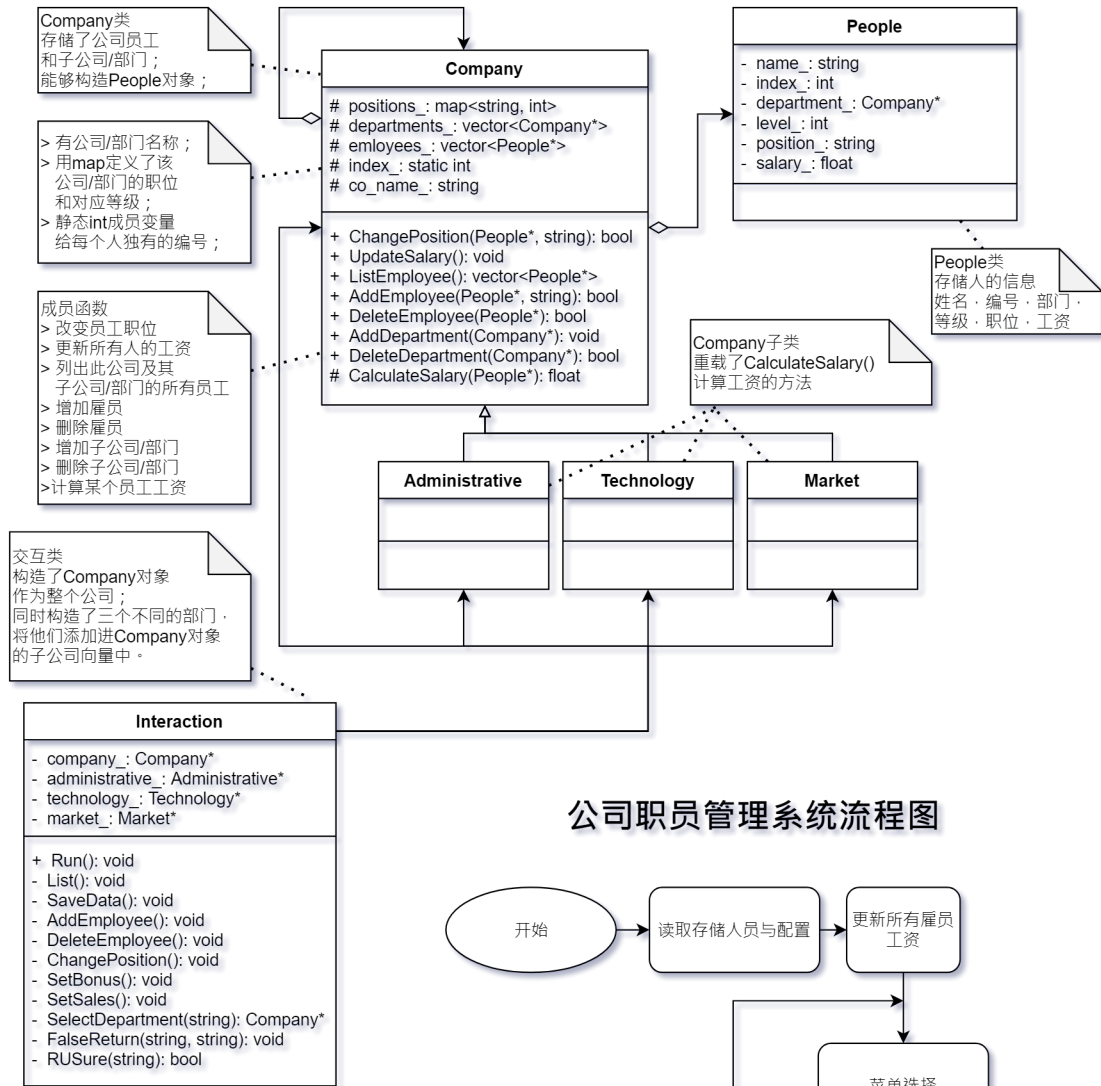 Company类
存储了公司员工
和子公司/部门；
能够构造People对象；
> 有公司/部门名称；
> 用map定义了该
公司/部门的职位
和对应等级；
> 静态int成员变量
给每个人独有的编号；
成员函数
> 改变员工职位
> 更新所有人的工资
> 列出此公司及其
子公司/部门的所有员工
> 增加雇员
> 删除雇员
> 增加子公司/部门
> 删除子公司/部门
>计算某个员工工资
Company
# positions_: map<string, int>
# departments_: vector<Company*>
# emloyees_: vector<People*>
# index_: static int
# co_name_: string
+ ChangePosition(People*, string): bool
+ UpdateSalary(): void
+ ListEmployee(): vector<People*>
+ AddEmployee(People*, string): bool
+ DeleteEmployee(People*): bool
+ AddDepartment(Company*): void
+ DeleteDepartment(Company*): bool
# CalculateSalary(People*): float
People
- name_: string
- index_: int
- department_: Company*
- level_: int
- position_: string
- salary_: float
People类
存储人的信息
姓名，编号，部门，
等级，职位，工资
Company子类
重载了CalculateSalary()
计算工资的方法
Administrative
Technology
Market
交互类
构造了Company对象
作为整个公司；
同时构造了三个不同的部门，
将他们添加进Company对象
的子公司向量中。
Interaction
- company_: Company*
- administrative_: Administrative*
- technology_: Technology*
- market_: Market*
+ Run(): void
- List(): void
- SaveData(): void
- AddEmployee(): void
- DeleteEmployee(): void
- ChangePosition(): void
- SetBonus(): void
- SetSales(): void
- SelectDepartment(string): Company*
- FalseReturn(string, string): void
- RUSure(string): bool
公司职员管理系统流程图
开始
读取存储人员与配置
更新所有雇员
工资
菜单选择